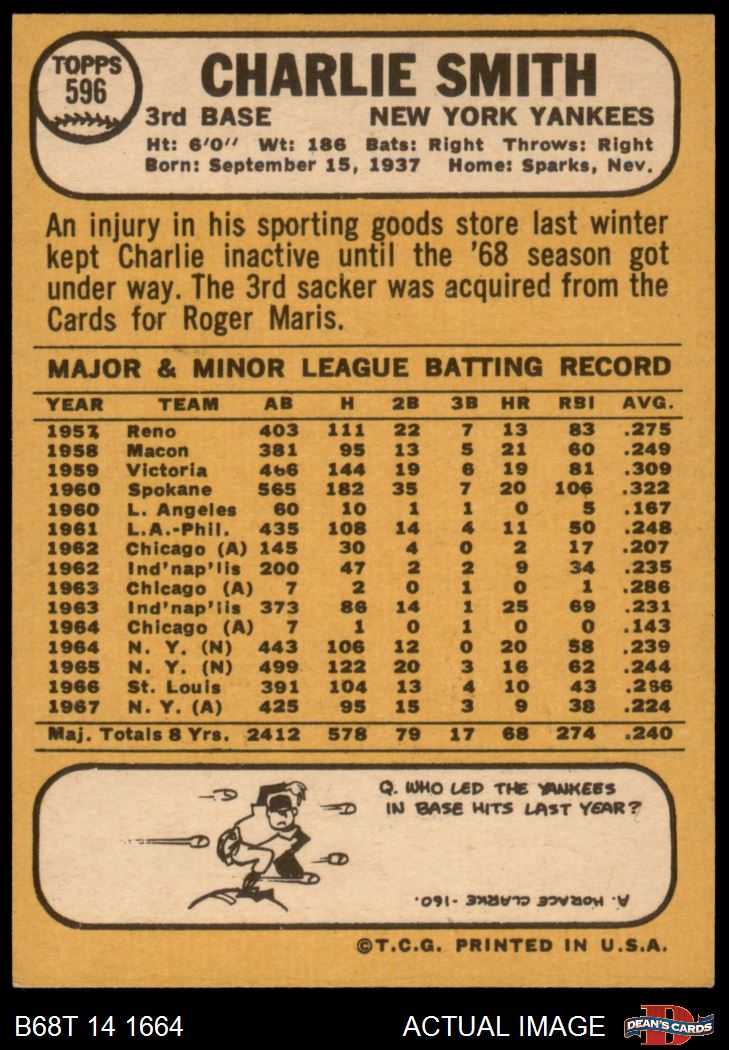 TOPPS
596
CHARLIE SMITH
3rd BASE NEW YORK YANKEES
Ht: 6'0" Wt: 186 Bats: Right Throws: Right
Born: September 15, 1937 Home: Sparks, Nev.
An injury in his sporting goods store last winter
kept Charlie inactive until the '68 season got
under way. The 3rd sacker was acquired from the
Cards for Roger Maris.
MAJOR & MINOR LEAGUE BATTING RECORD
YEAR TEAM AB H 2B 3B HR RBI AVG.
1957 Reno 403 111 22 7 13 83 .275
1958 Macon 381 95 13 5 21 60 .249
1959 Victoria 466 144 19 6 19 81 .309
1960 Spokane 565 182 35 7 20 106 .322
1960 L. Angeles 60 10 1 1 0 5 .167
1961 L.A.-Phil. 435 108 14 4 11 50 .248
1962 Chicago (A) 145 30 4 0 2 17 .207
1962 Ind'nap'lis 200 47 2 2 9 34 .235
1963 Chicago (A) 7 2 0 1 0 1 .286
1963 Ind'nap'lis 373 86 14 1 25 69 .231
1964 Chicago (A) 7 1 0 1 0 0 .143
1964 N. Y. (N) 443 106 12 0 20 58 .239
1965 N. Y. (N) 499 122 20 3 16 62 .244
1966 St. Louis 391 104 13 4 10 43 .266
1967 N. Y. (A) 425 95 15 3 9 38 .224
Maj. Totals 8 Yrs. 2412 578 79 17 68 274 .240
Q. WHO LED THE YANKEES
IN BASE HITS LAST YEAR?
A. HORACE CLARKE -160.
©T.C.G. PRINTED IN U.S.A.
B68T 14 1664 ACTUAL IMAGE
D
DEAN'S CARDS